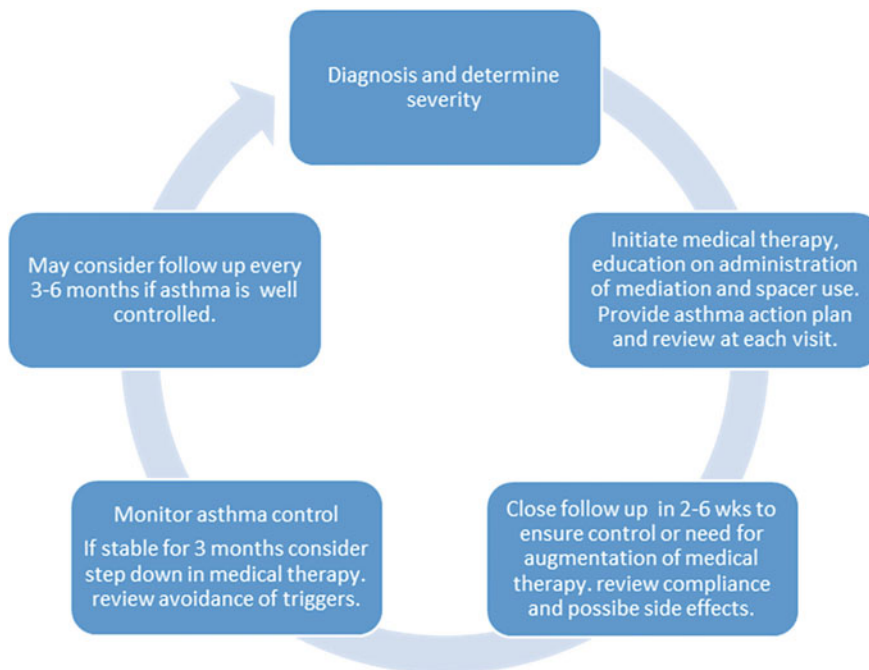 Diagnosis and determine
severity
Initiate medical therapy,
education on administration
of mediation and spacer use.
Provide asthma action plan
and review at each visit.
Close follow up in 2-6 wks to
ensure control or need for
augmentation of medical
therapy. review compliance
and possibe side effects.
Monitor asthma control
If stable for 3 months consider
step down in medical therapy.
review avoidance of triggers.
May consider follow up every
3-6 months if asthma is well
controlled.